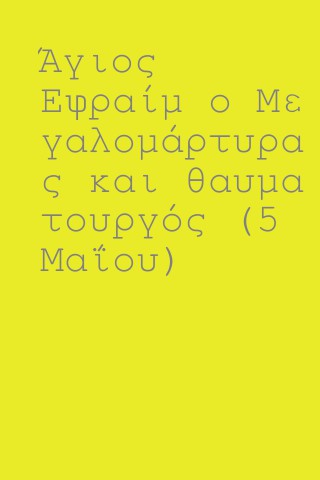 Άγιος
Εφραίμ ο Με
γαλομάρτυρα
ς και θαυμα
τουργός (5
Μαΐου)